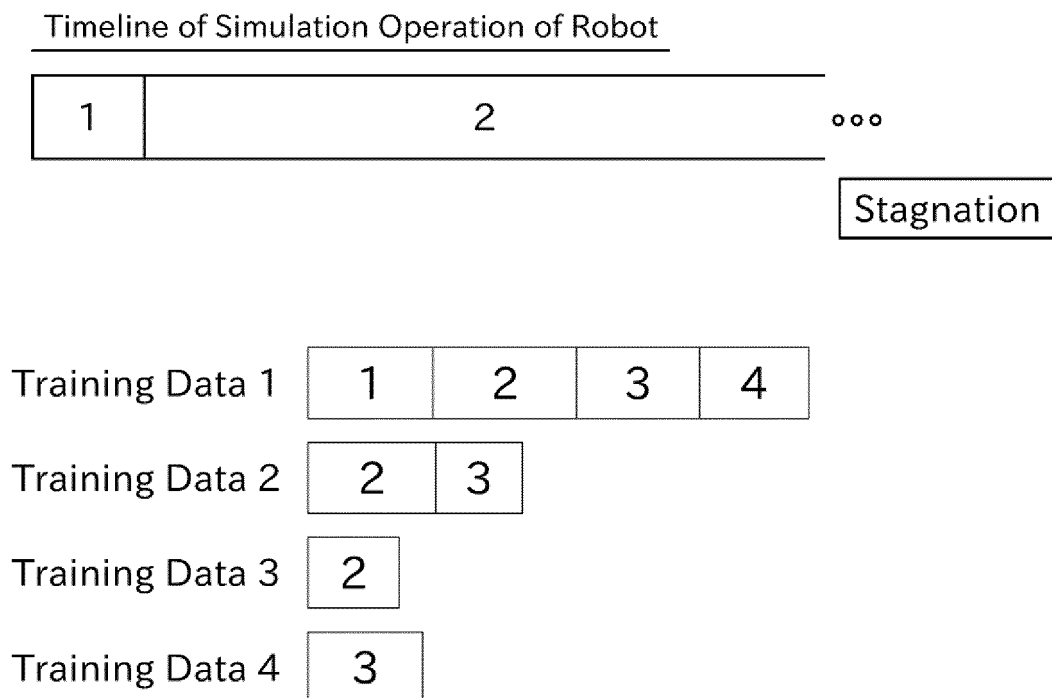 Timeline of Simulation Operation of Robot
1 2 ∘∘∘
Stagnation
Training Data 1 1 2 3 4
Training Data 2 2 3
Training Data 3 2
Training Data 4 3